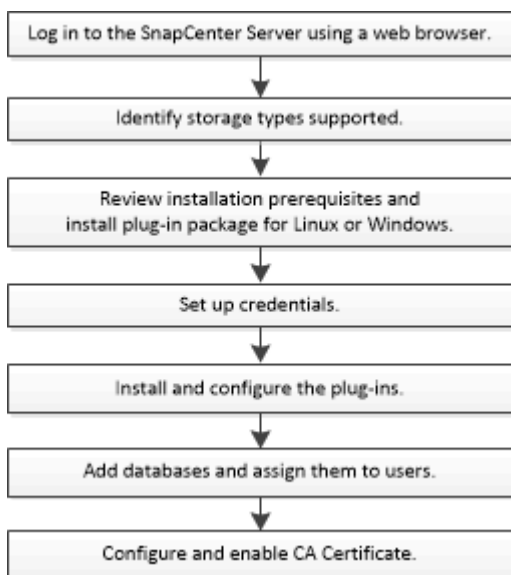 Log in to the SnapCenter Server using a web browser.
Identify storage types supported.
Review installation prerequisites and
install plug-in package for Linux or Windows.
Set up credentials.
Install and configure the plug-ins.
Add databases and assign them to users.
Configure and enable CA Certificate.